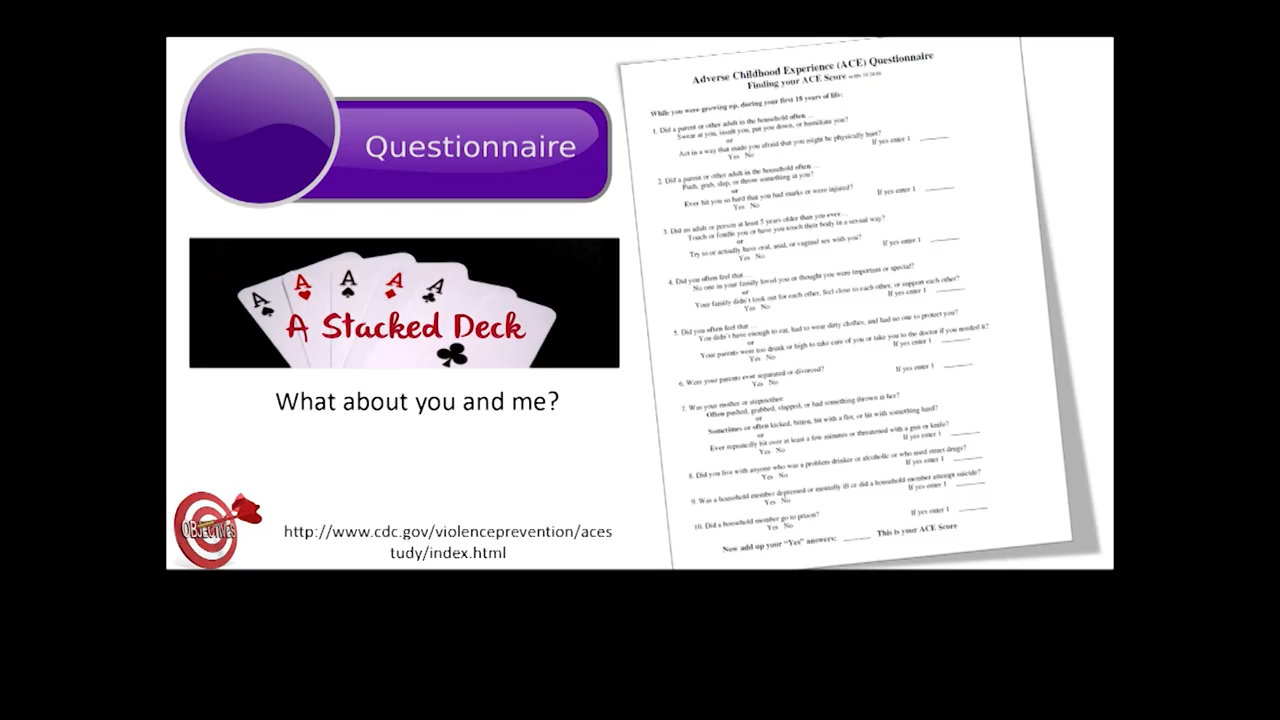 Questionnaire
A A A A A
A Stacked Deck
What about you and me?
OBJECTIVES
http://www.cdc.gov/violenceprevention/aces
tudy/index.html
Adverse Childhood Experience (ACE) Questionnaire
Finding your ACE Score
While you were growing up, during your first 18 years of life:
1. Did a parent or other adult in the household often ...
Swear at you, insult you, put you down, or humiliate you?
or
Act in a way that made you afraid that you might be physically hurt?
Yes No If yes enter 1 ______
2. Did a parent or other adult in the household often ...
Push, grab, slap, or throw something at you?
or
Ever hit you so hard that you had marks or were injured?
Yes No If yes enter 1 ______
3. Did an adult or person at least 5 years older than you ever...
Touch or fondle you or have you touch their body in a sexual way?
or
Try to or actually have oral, anal, or vaginal sex with you?
Yes No If yes enter 1 ______
4. Did you often feel that ...
No one in your family loved you or thought you were important or special?
or
Your family didn't look out for each other, feel close to each other, or support each other?
Yes No If yes enter 1 ______
5. Did you often feel that ...
You didn't have enough to eat, had to wear dirty clothes, and had no one to protect you?
or
Your parents were too drunk or high to take care of you or take you to the doctor if you needed it?
Yes No If yes enter 1 ______
6. Were your parents ever separated or divorced?
Yes No If yes enter 1 ______
7. Was your mother or stepmother:
Often pushed, grabbed, slapped, or had something thrown at her?
or
Sometimes or often kicked, bitten, hit with a fist, or hit with something hard?
or
Ever repeatedly hit over at least a few minutes or threatened with a gun or knife?
Yes No If yes enter 1 ______
8. Did you live with anyone who was a problem drinker or alcoholic or who used street drugs?
Yes No If yes enter 1 ______
9. Was a household member depressed or mentally ill or did a household member attempt suicide?
Yes No If yes enter 1 ______
10. Did a household member go to prison?
Yes No If yes enter 1 ______
Now add up your “Yes” answers: ______ This is your ACE Score